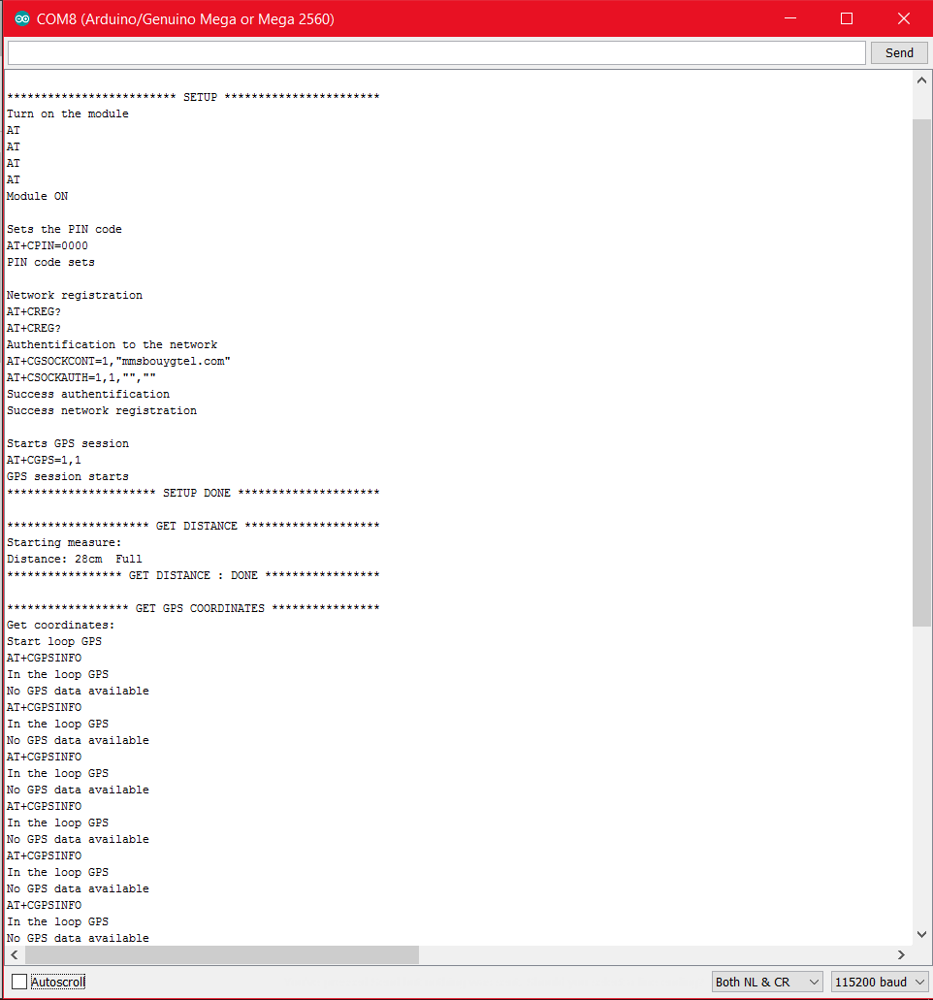 COM8 (Arduino/Genuino Mega or Mega 2560)
Send
************************* SETUP ***********************
Turn on the module
AT
AT
AT
AT
Module ON
Sets the PIN code
AT+CPIN=0000
PIN code sets
Network registration
AT+CREG?
AT+CREG?
Authentification to the network
AT+CGSOCKCONT=1,"mmsbouygtel.com"
AT+CSOCKAUTH=1,1,"",""
Success authentification
Success network registration
Starts GPS session
AT+CGPS=1,1
GPS session starts
********************** SETUP DONE *********************
********************* GET DISTANCE ********************
Starting measure:
Distance: 28cm  Full
***************** GET DISTANCE : DONE *****************
****************** GET GPS COORDINATES ****************
Get coordinates:
Start loop GPS
AT+CGPSINFO
In the loop GPS
No GPS data available
AT+CGPSINFO
In the loop GPS
No GPS data available
AT+CGPSINFO
In the loop GPS
No GPS data available
AT+CGPSINFO
In the loop GPS
No GPS data available
AT+CGPSINFO
In the loop GPS
No GPS data available
AT+CGPSINFO
In the loop GPS
No GPS data available
Autoscroll
Both NL & CR
115200 baud